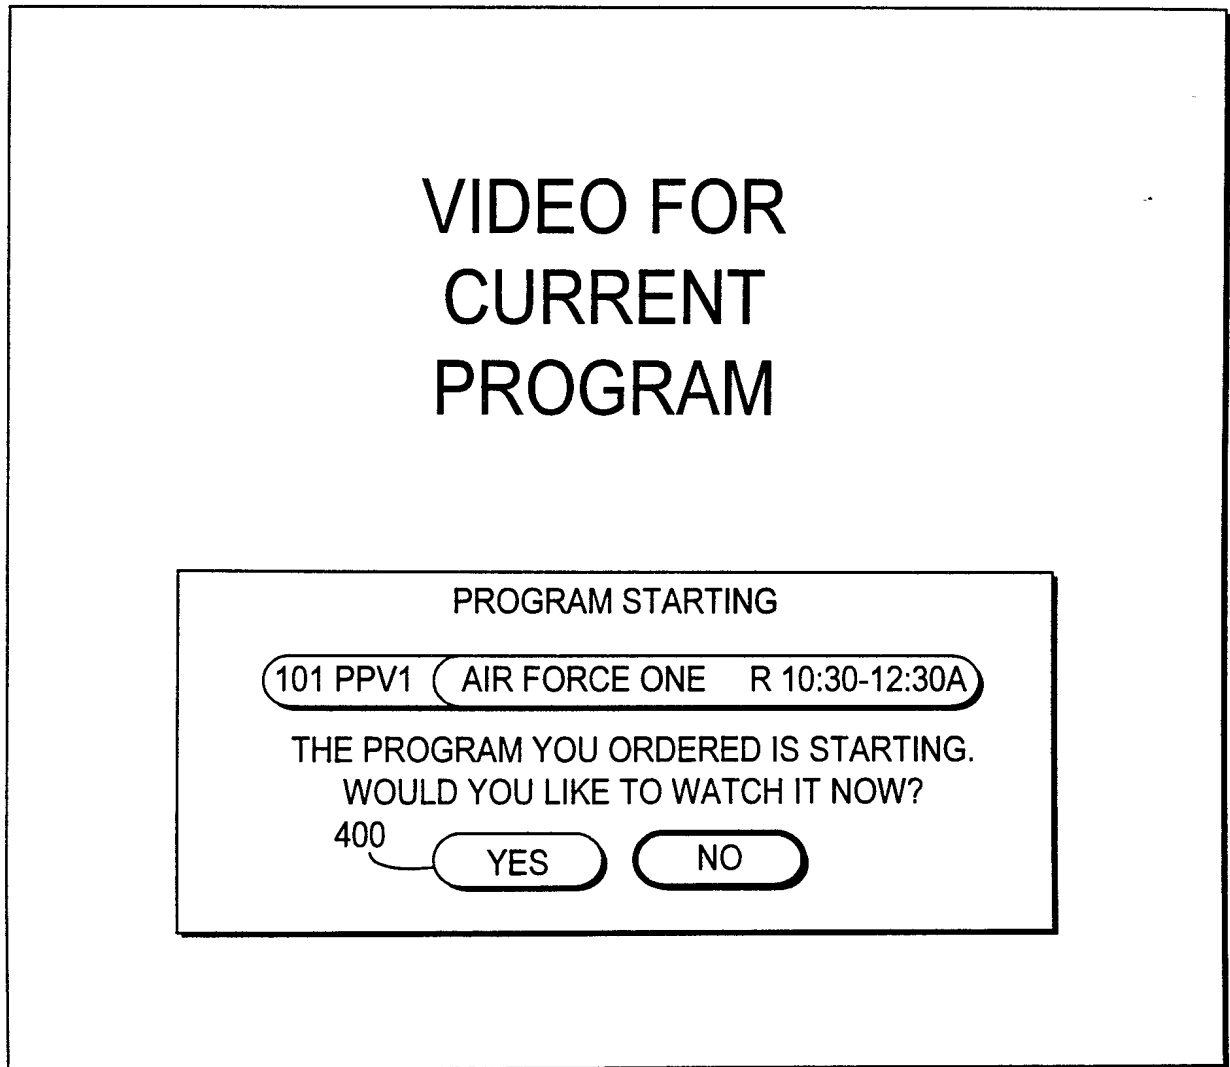 VIDEO FOR
CURRENT
PROGRAM
PROGRAM STARTING
101 PPV1 AIR FORCE ONE R 10:30-12:30A
THE PROGRAM YOU ORDERED IS STARTING.
WOULD YOU LIKE TO WATCH IT NOW?
400
YES NO